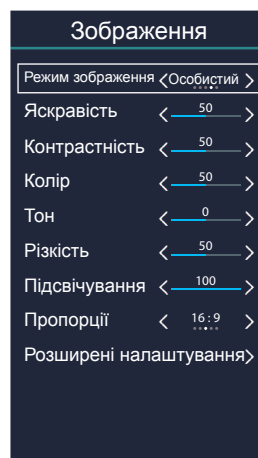 Зображення
Режим зображення Особистий
Яскравість 50
Контрастність 50
Колір 50
Тон 0
Різкість 50
Підсвічування 100
Пропорції 16:9
Розширені налаштування